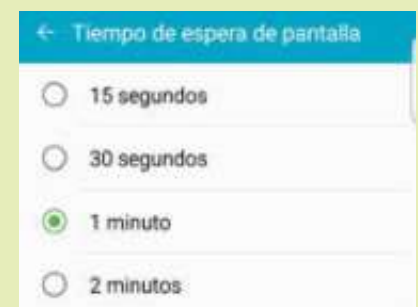 Tiempo de espera de pantalla
15 segundos
30 segundos
1 minuto
2 minutos